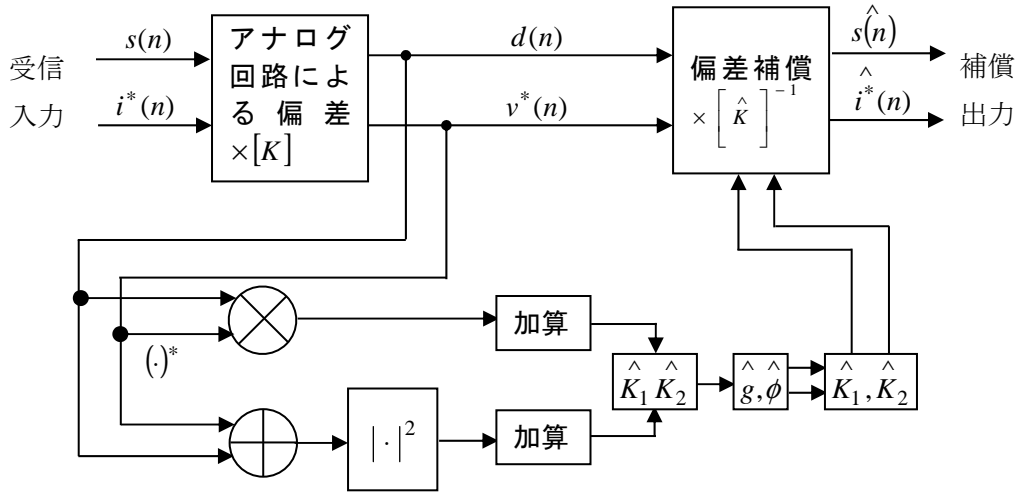 受信
入力
s(n)
i*(n)
アナログ
回路によ
る偏差
×[K]
d(n)
v*(n)
偏差補償
×[K̂]⁻¹
ŝ(n)
î*(n)
補償
出力
(.)*
加算
K̂₁K̂₂
ĝ,φ̂
K̂₁,K̂₂
|·|²
加算